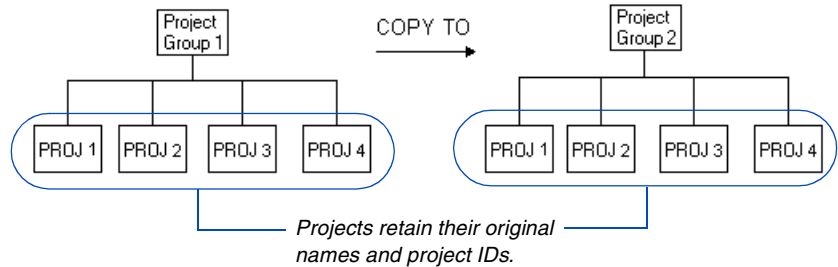 Project
Group 1
COPY TO
Project
Group 2
PROJ 1
PROJ 2
PROJ 3
PROJ 4
PROJ 1
PROJ 2
PROJ 3
PROJ 4
Projects retain their original
names and project IDs.